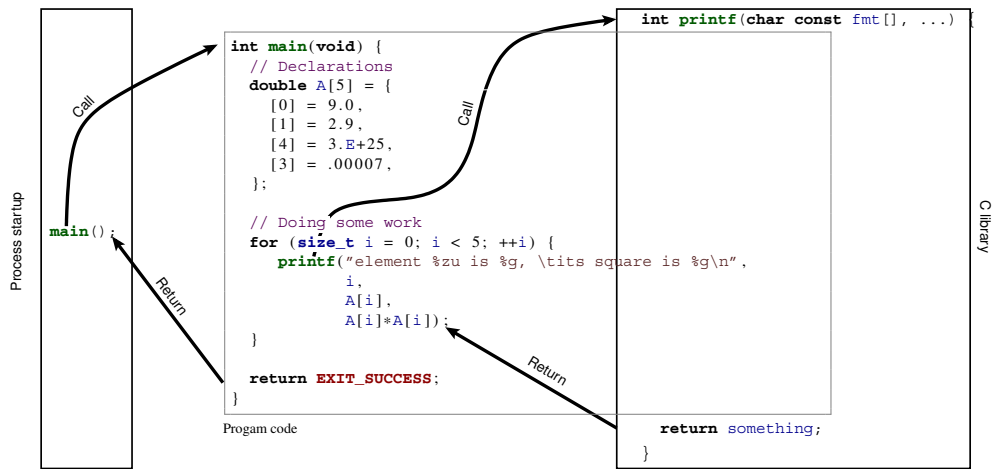 Process startup
main();
Call
Return
int main(void) {
// Declarations
double A[5] = {
[0] = 9.0,
[1] = 2.9,
[4] = 3.E+25,
[3] = .00007,
};
// Doing some work
for (size_t i = 0; i < 5; ++i) {
printf("element %zu is %g, \tits square is %g\n",
i,
A[i],
A[i]*A[i]);
}
return EXIT_SUCCESS;
}
Progam code
Call
Return
int printf(char const fmt[], ...) {
return something;
}
C library